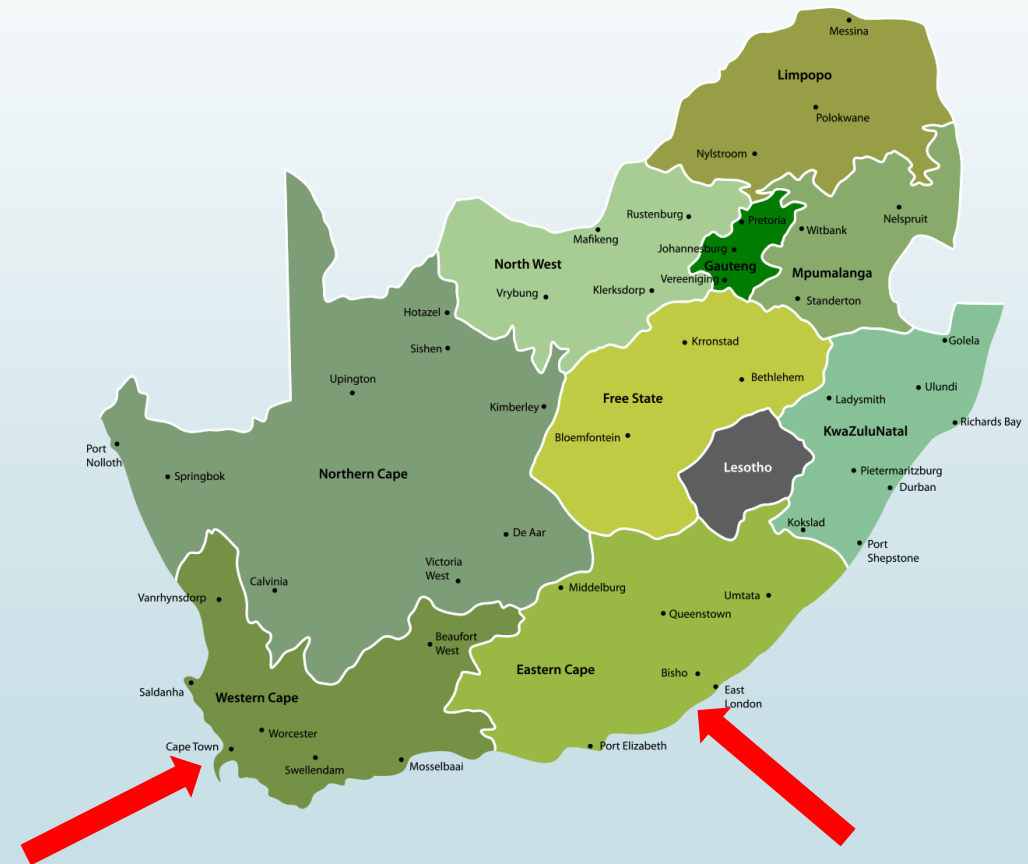 Messina
Limpopo
Polokwane
Nylstroom
Rustenburg
Pretoria
Nelspruit
Mafikeng
Witbank
Johannesburg
North West
Gauteng
Mpumalanga
Vereeniging
Vrybung
Klerksdorp
Standerton
Hotazel
Golela
Krronstad
Sishen
Upington
Bethlehem
Ulundi
Free State
Ladysmith
Kimberley
Richards Bay
KwaZuluNatal
Bloemfontein
Port
Nolloth
Lesotho
Pietermaritzburg
Springbok
Northern Cape
Durban
Kokslad
De Aar
Port
Shepstone
Victoria
West
Calvinia
Middelburg
Umtata
Vanrhynsdorp
Queenstown
Beaufort
West
Eastern Cape
Bisho
Saldanha
East
London
Western Cape
Worcester
Cape Town
Port Elizabeth
Swellendam
Mosselbaai